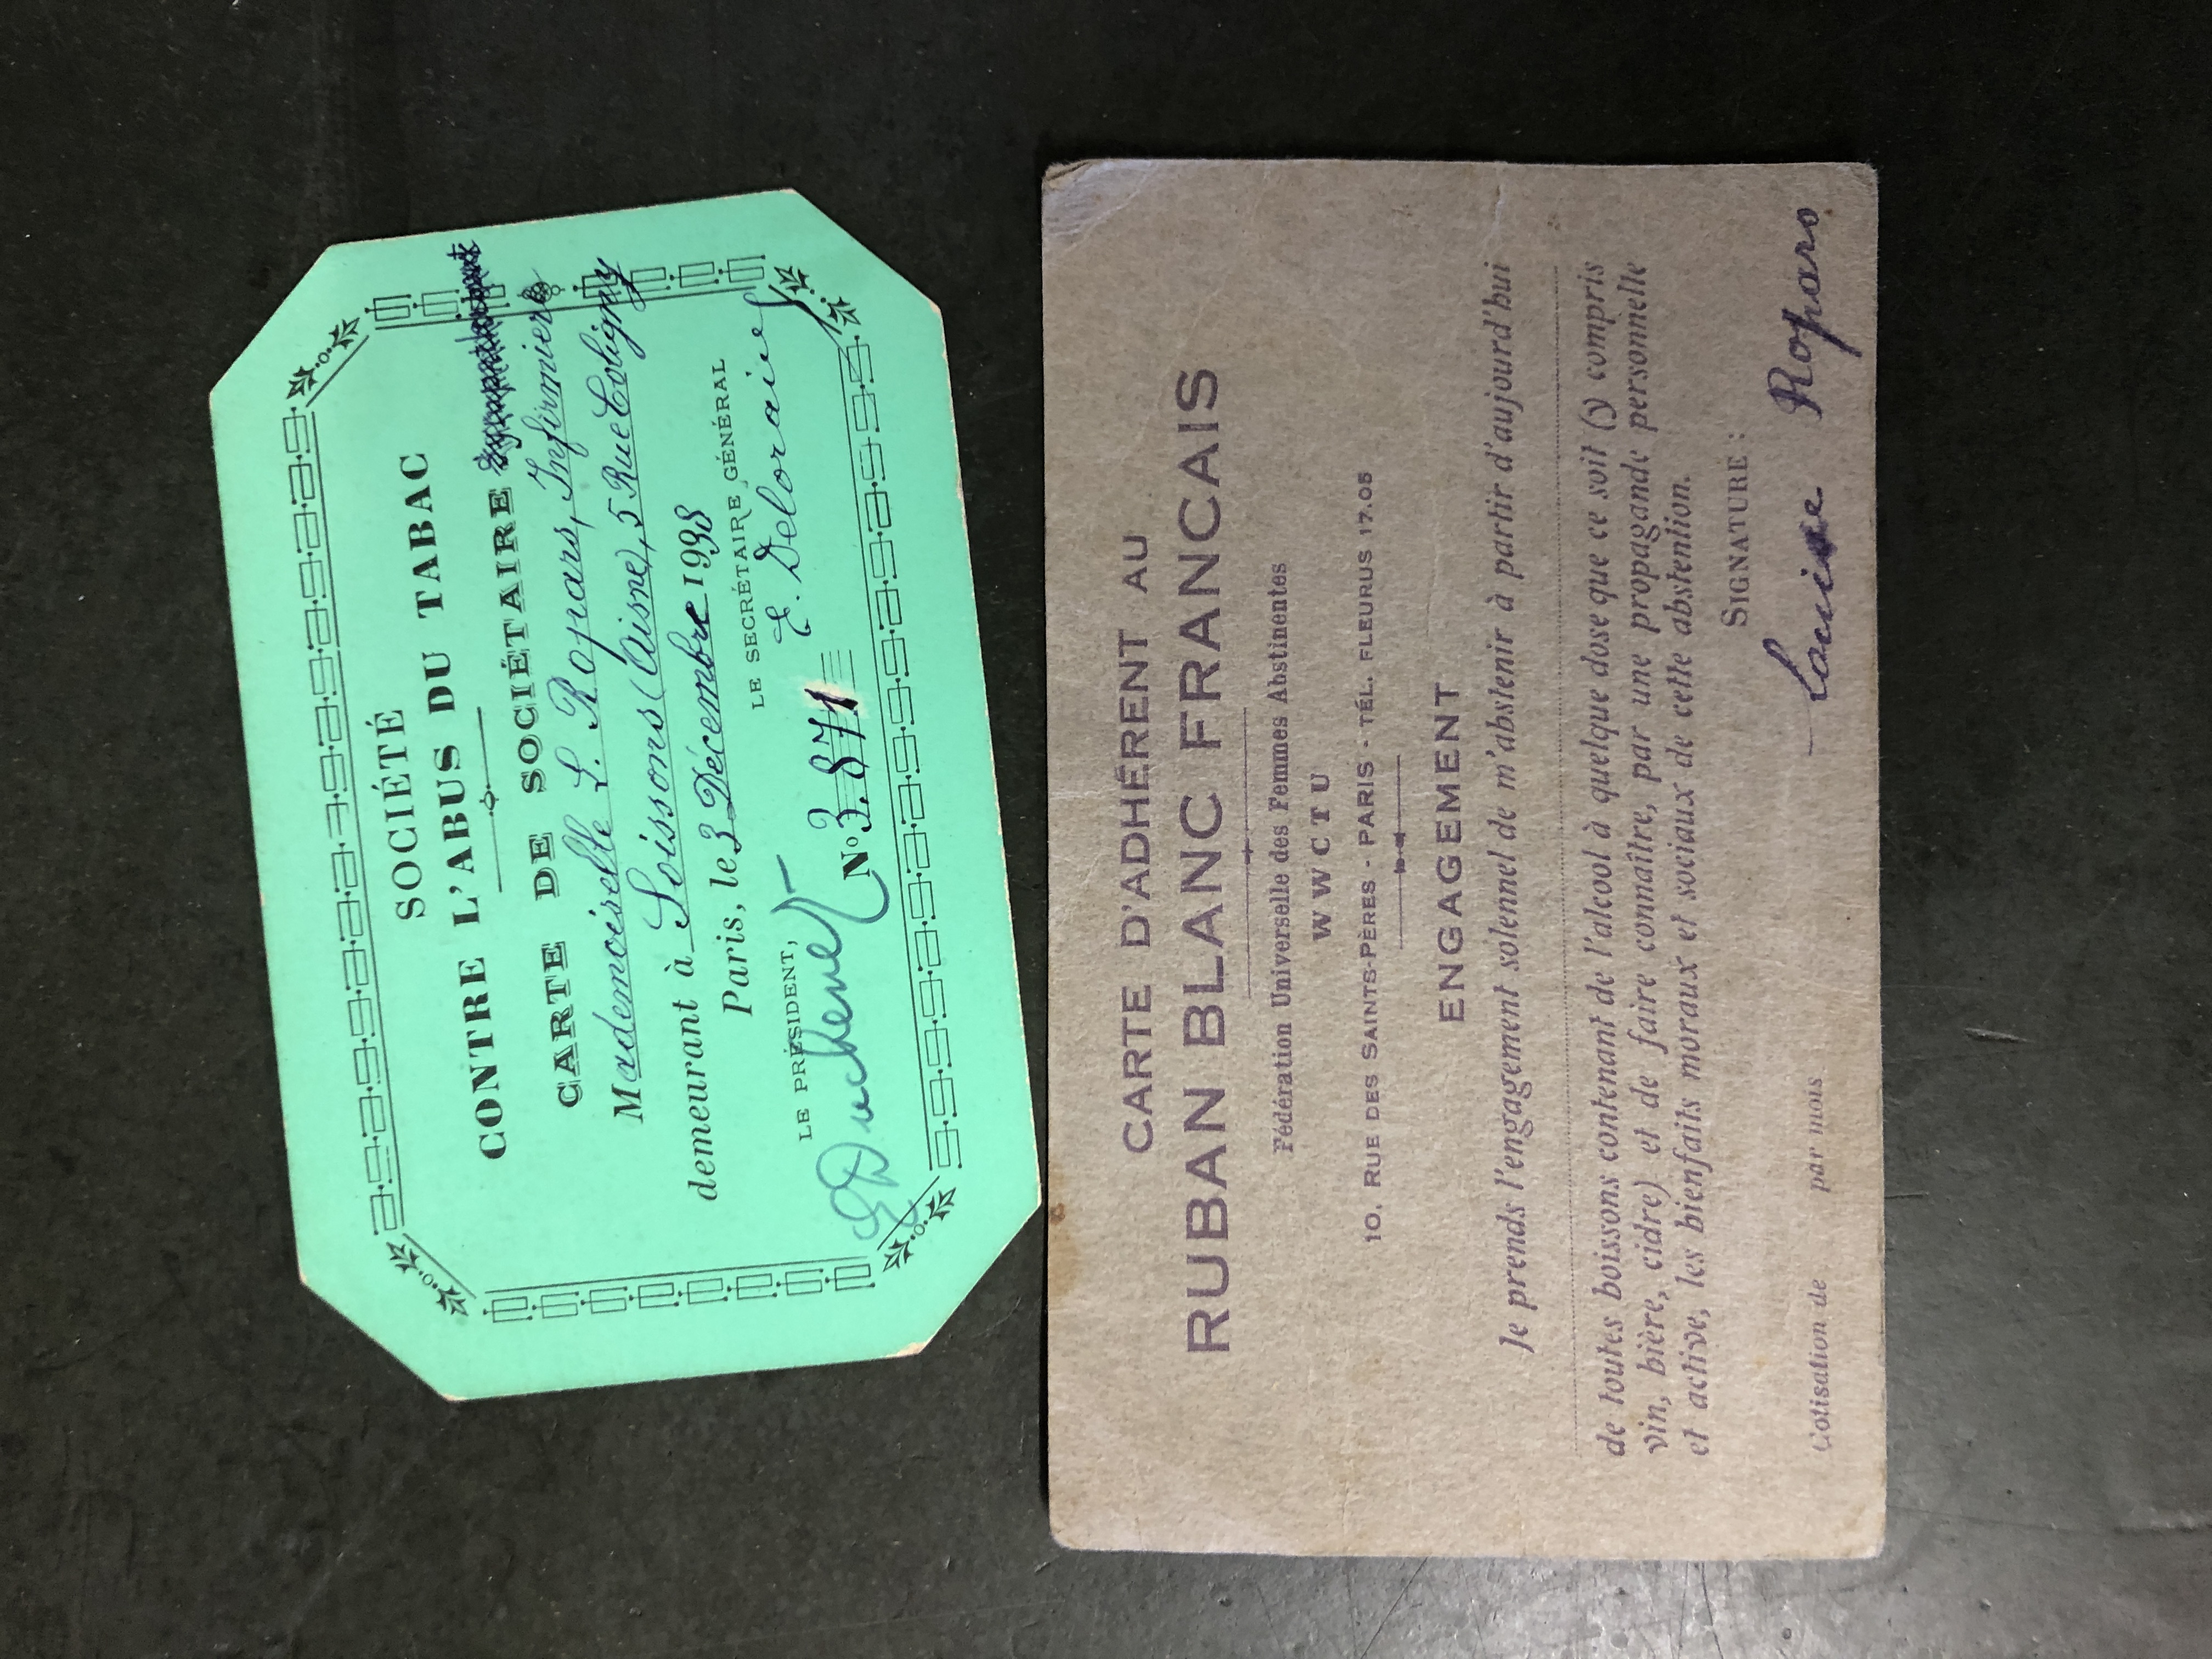 SOCIÉTÉ
CONTRE L'ABUS DU TABAC
CARTE DE SOCIÉTAIRE
Mademoiselle L. Ropars, Infirmière
demeurant à Soissons (Aisne), 5 Rue Coligny
Paris, le 3 Décembre 1938
LE PRÉSIDENT, LE SECRÉTAIRE GÉNÉRAL
E. Deloraine
No 3.871
CARTE D'ADHÉRENT AU
RUBAN BLANC FRANCAIS
Fédération Universelle des Femmes Abstinentes
W W C T U
10, RUE DES SAINTS-PÈRES - PARIS - TÉL. FLEURUS 17.05
ENGAGEMENT
Je prends l'engagement solennel de m'abstenir à partir d'aujourd'hui
de toutes boissons contenant de l'alcool à quelque dose que ce soit (y compris
vin, bière, cidre) et de faire connaître, par une propagande personnelle
et active, les bienfaits moraux et sociaux de cette abstention.
SIGNATURE :
Louise Ropars
Cotisation de par mois